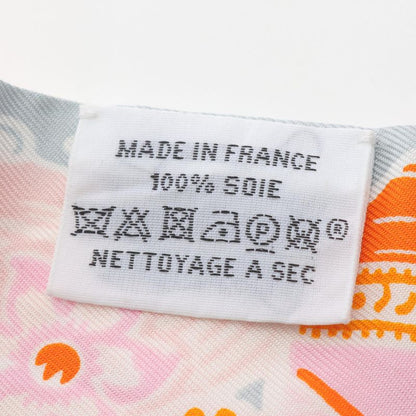 MADE IN FRANCE
100% SOIE
P ®
NETTOYAGE A SEC